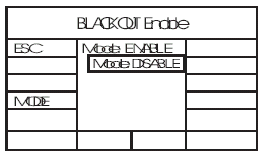 BLACKOUT Enable
ESC
Mode: ENABLE
Mode: DISABLE
MODE